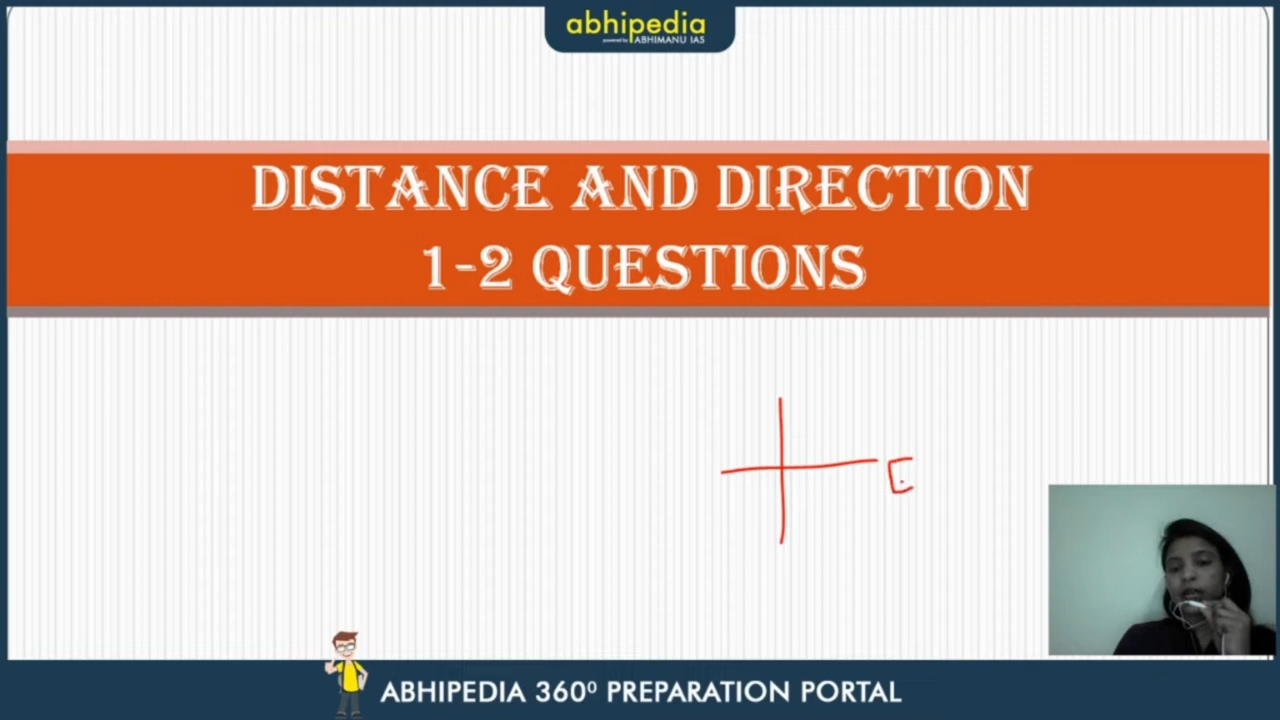 abhipedia
powered by ABHIMANU IAS
DISTANCE AND DIRECTION
1-2 QUESTIONS
E
ABHIPEDIA 360⁰ PREPARATION PORTAL